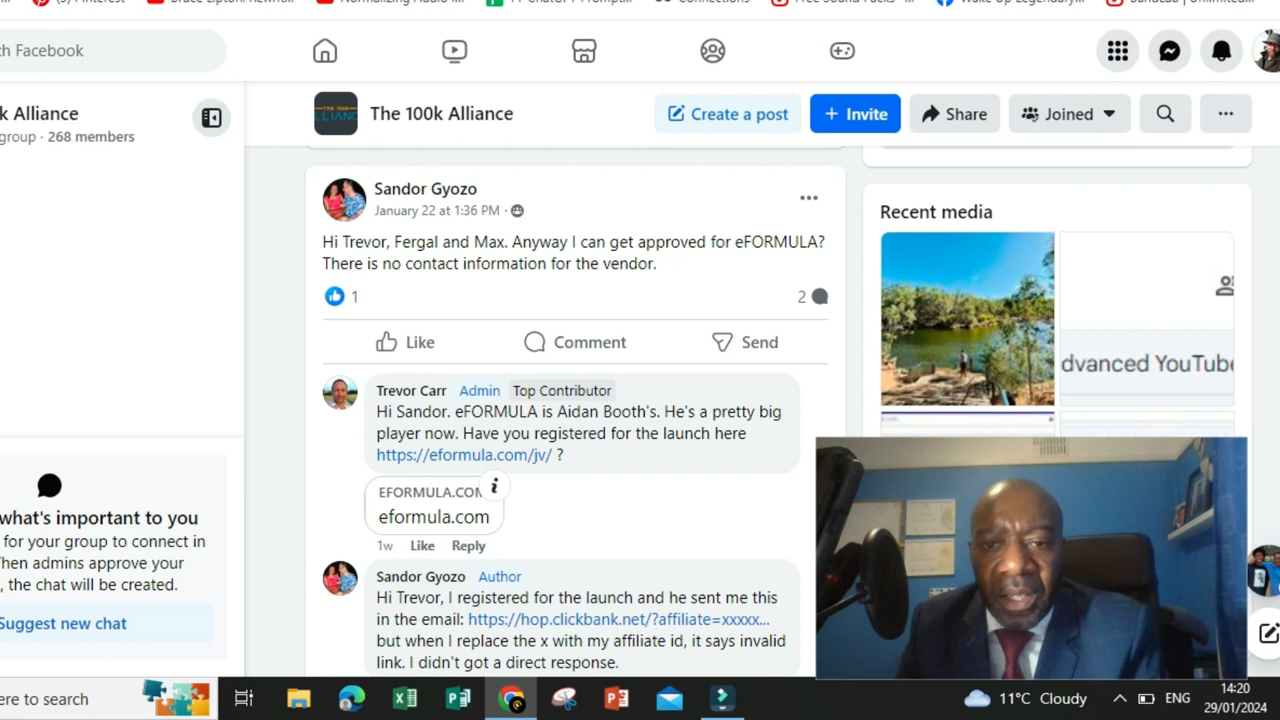 (3) Pinterest
Connections
ch Facebook
k Alliance
group · 268 members
The 100k Alliance
Create a post
Invite
Share
Joined
Sandor Gyozo
January 22 at 1:36 PM ·
Hi Trevor, Fergal and Max. Anyway I can get approved for eFORMULA?
There is no contact information for the vendor.
1
2
Like
Comment
Send
Trevor Carr Admin Top Contributor
Hi Sandor. eFORMULA is Aidan Booth's. He's a pretty big
player now. Have you registered for the launch here
https://eformula.com/jv/ ?
EFORMULA.COM
eformula.com
1w Like Reply
Sandor Gyozo Author
Hi Trevor, I registered for the launch and he sent me this
in the email: https://hop.clickbank.net/?affiliate=xxxxx...
but when I replace the x with my affiliate id, it says invalid
link. I didn't got a direct response.
Recent media
dvanced YouTube
what's important to you
for your group to connect in
hen admins approve your
, the chat will be created.
Suggest new chat
ere to search
11°C Cloudy
ENG
14:20
29/01/2024